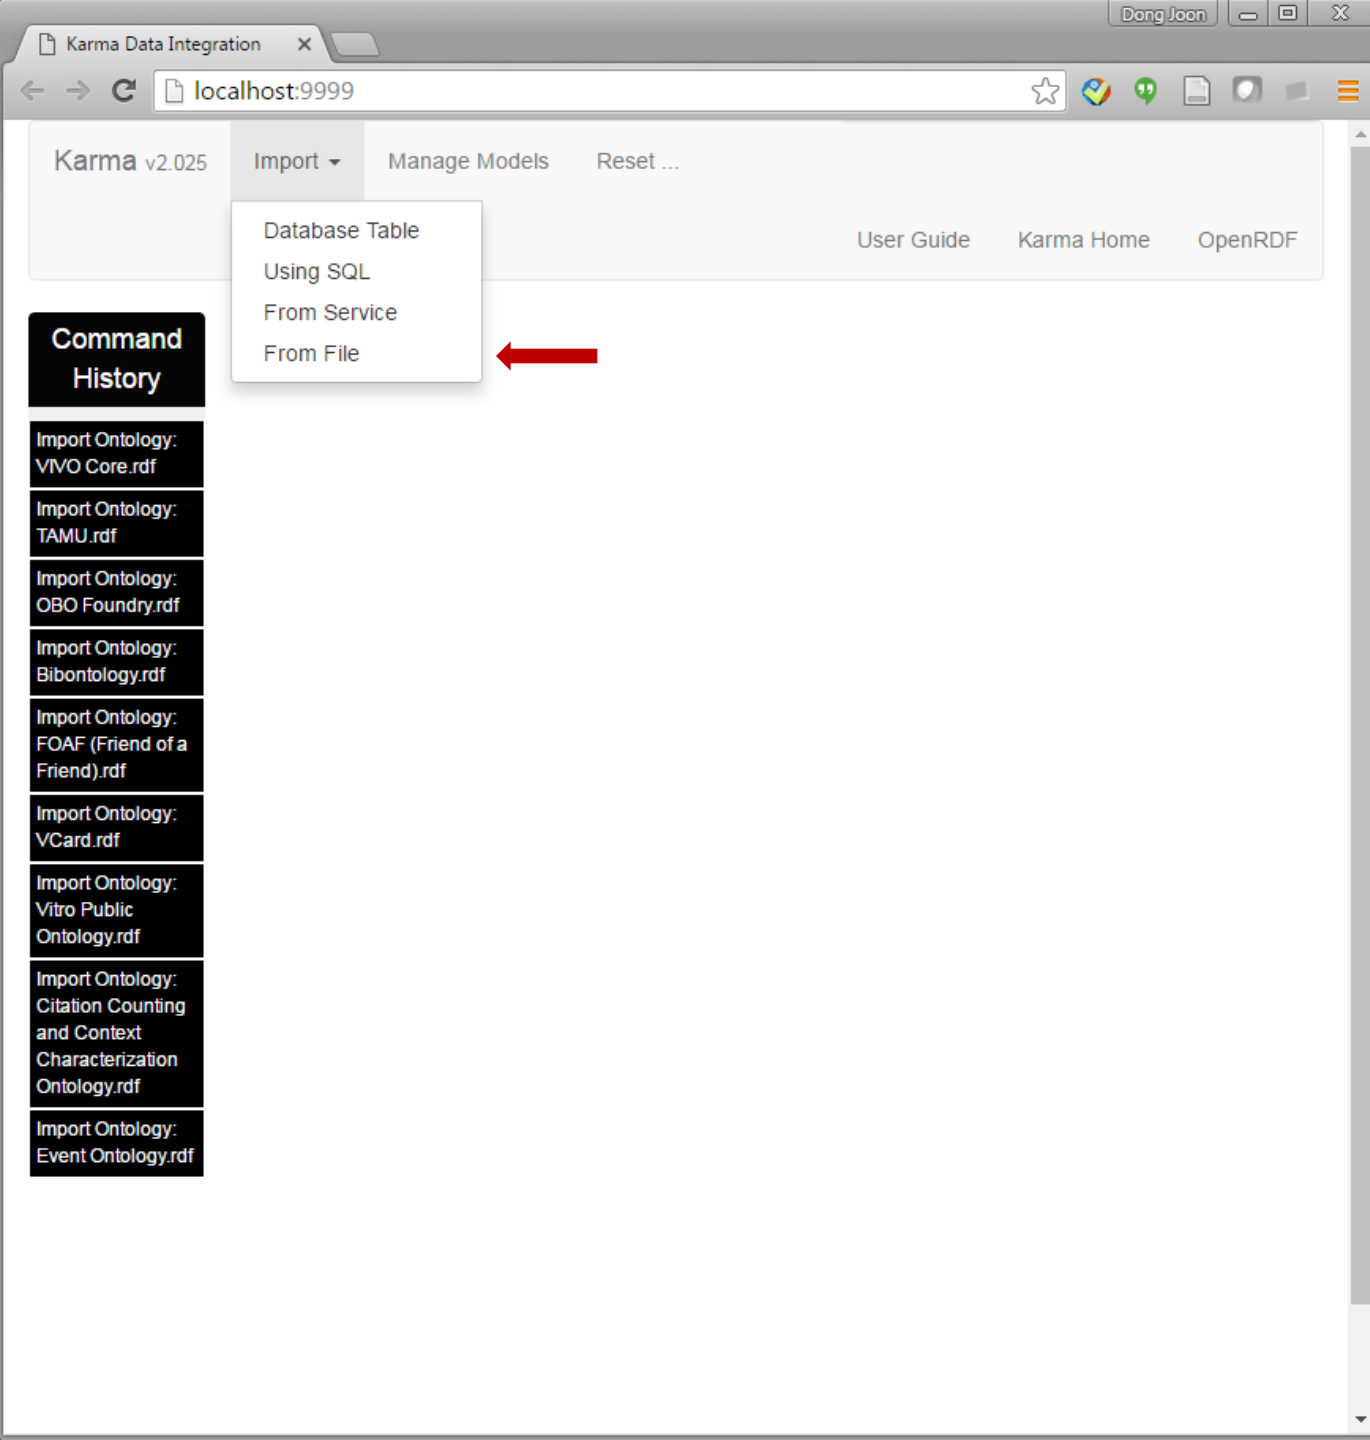 Dong Joon
Karma Data Integration
localhost:9999
Karma v2.025 Import Manage Models Reset ...
Database Table
Using SQL
From Service
From File
User Guide Karma Home OpenRDF
Command
History
Import Ontology:
VIVO Core.rdf
Import Ontology:
TAMU.rdf
Import Ontology:
OBO Foundry.rdf
Import Ontology:
Bibontology.rdf
Import Ontology:
FOAF (Friend of a
Friend).rdf
Import Ontology:
VCard.rdf
Import Ontology:
Vitro Public
Ontology.rdf
Import Ontology:
Citation Counting
and Context
Characterization
Ontology.rdf
Import Ontology:
Event Ontology.rdf